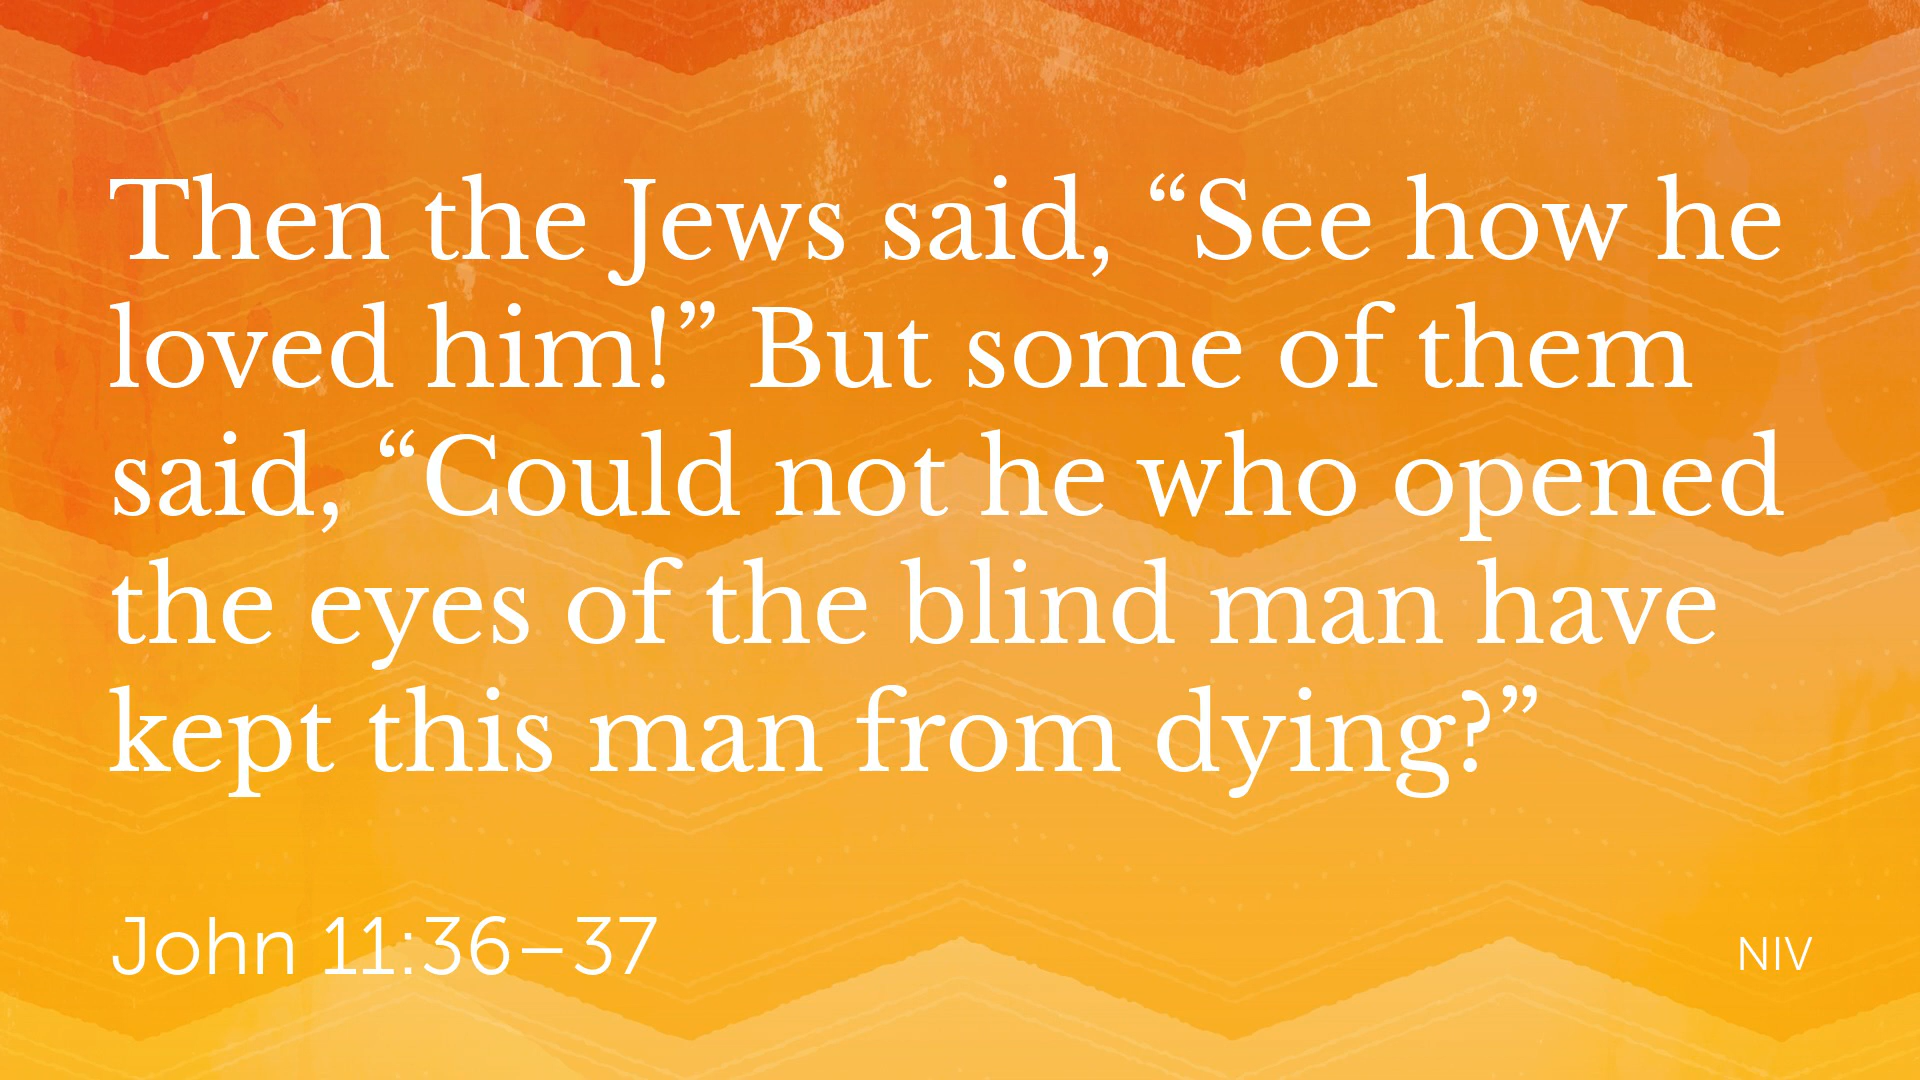 Then the Jews said, “See how he
loved him!” But some of them
said, “Could not he who opened
the eyes of the blind man have
kept this man from dying?”
John 11:36–37
NIV